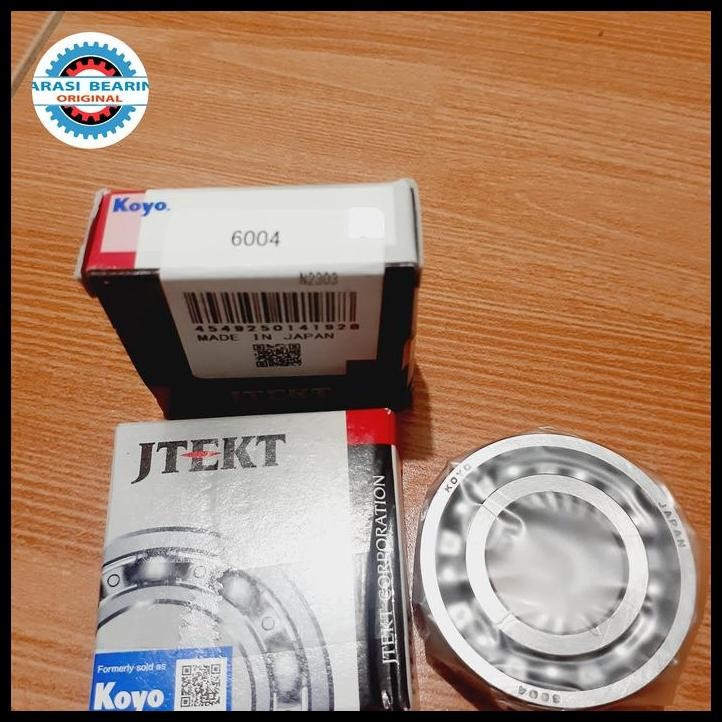 ARASI BEARIN
ORIGINAL
Koyo.
6004
N2303
4549250141928
MADE IN JAPAN
JTEKT
JTEKT
JTEKT CORPORATION
Formerly sold as
Koyo
KOYO
JAPAN
6004